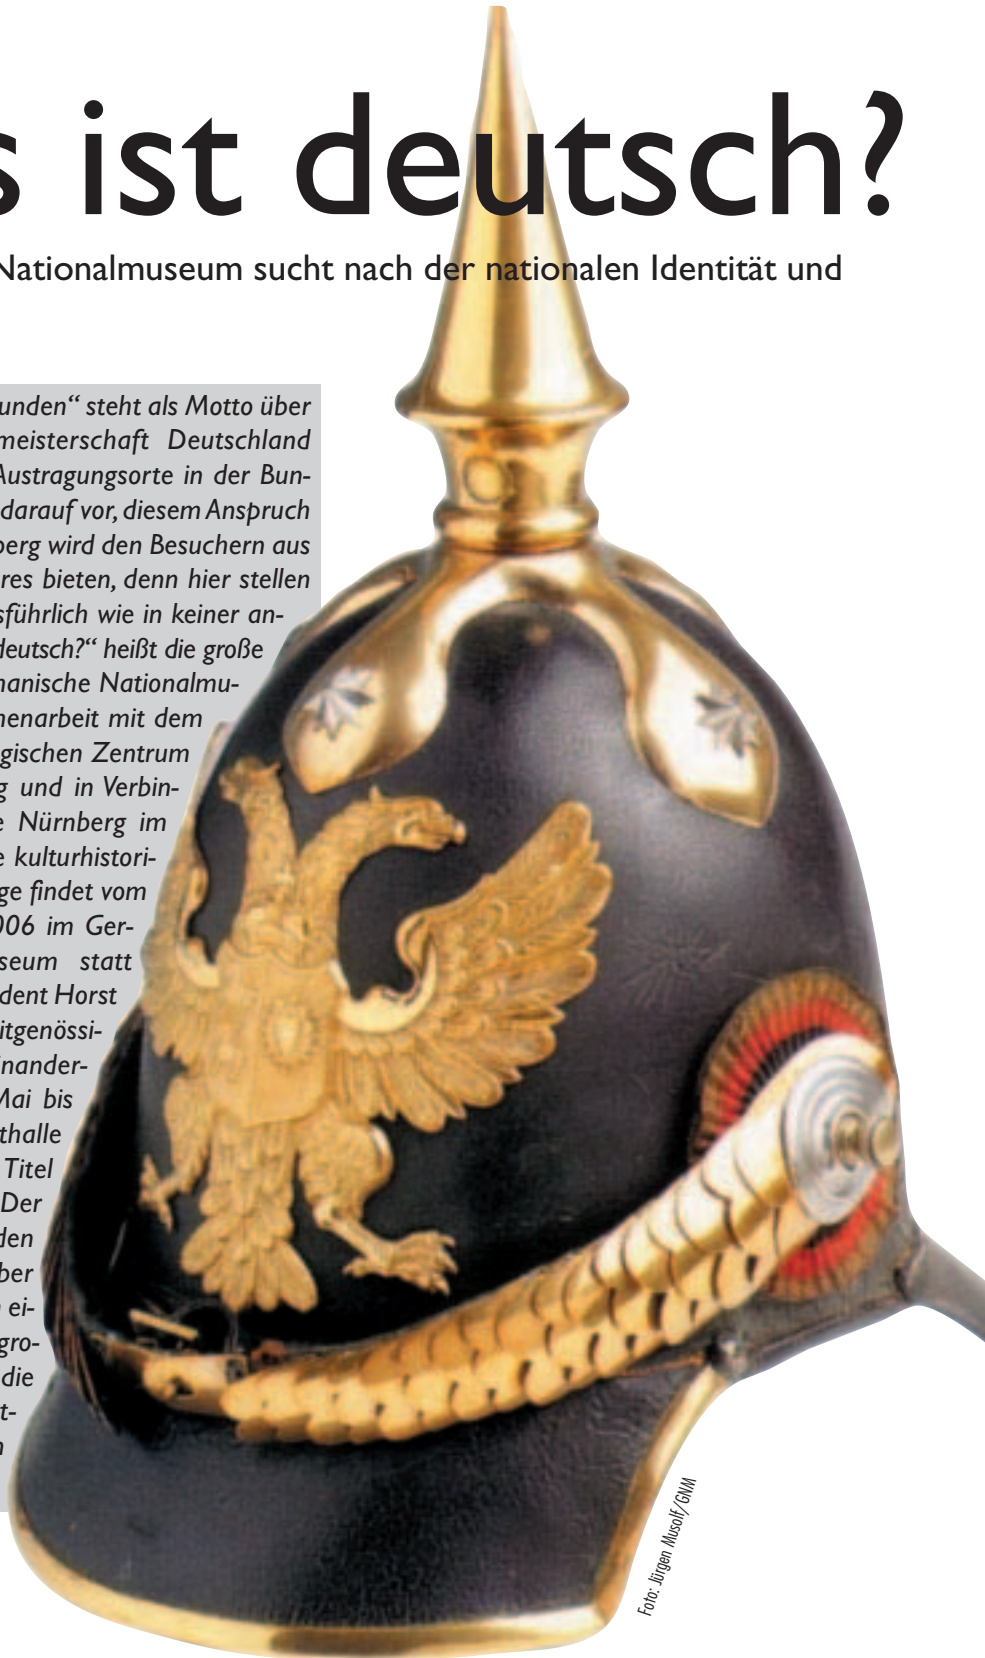 s ist deutsch?
Nationalmuseum sucht nach der nationalen Identität und
unden“ steht als Motto über
meisterschaft Deutschland
Austragungsorte in der Bun-
darauf vor, diesem Anspruch
berg wird den Besuchern aus
res bieten, denn hier stellen
sführlich wie in keiner an-
deutsch?“ heißt die große
manische Nationalmu-
menarbeit mit dem
gischen Zentrum
g und in Verbin-
e Nürnberg im
e kulturhistori-
ge findet vom
006 im Ger-
seum statt
dent Horst
itgenössi-
inander-
Mai bis
thalle
Titel
Der
den
ber
ei-
gro-
die
t-
n
Foto: Jürgen Musolf/GNM